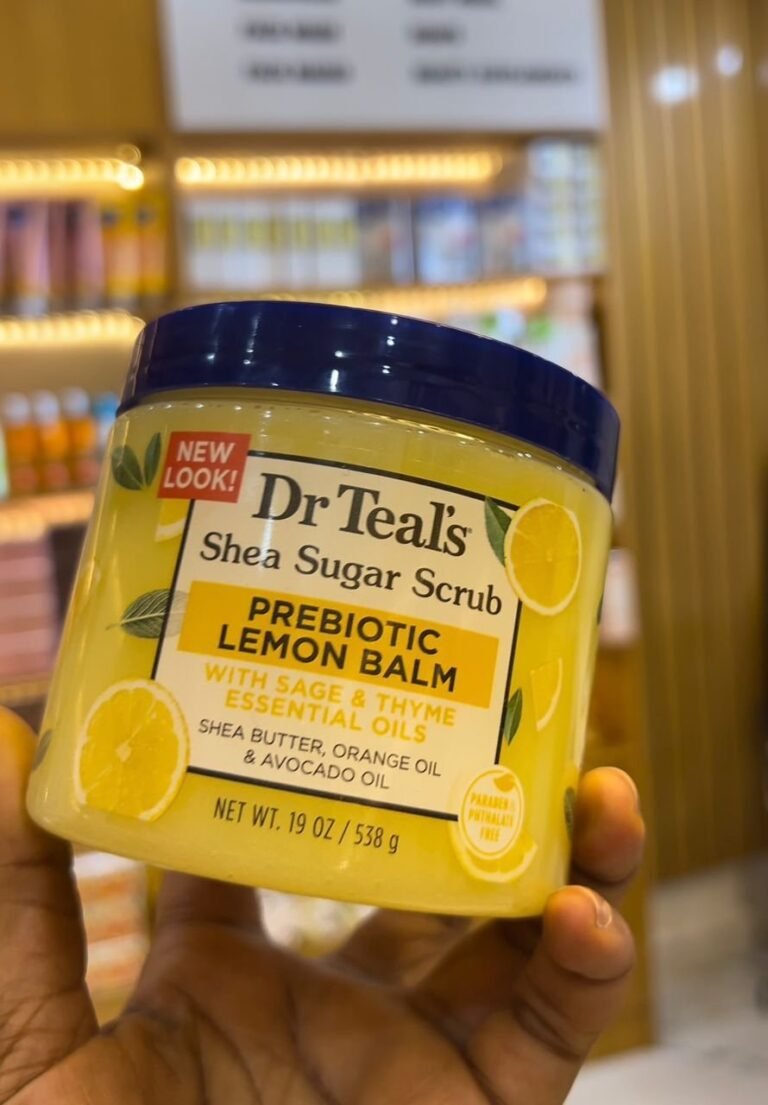 NEW
LOOK!
Dr Teal's
Shea Sugar Scrub
PREBIOTIC
LEMON BALM
WITH SAGE & THYME
ESSENTIAL OILS
SHEA BUTTER, ORANGE OIL
& AVOCADO OIL
NET WT. 19 OZ / 538 g
PARABEN &
PHTHALATE
FREE